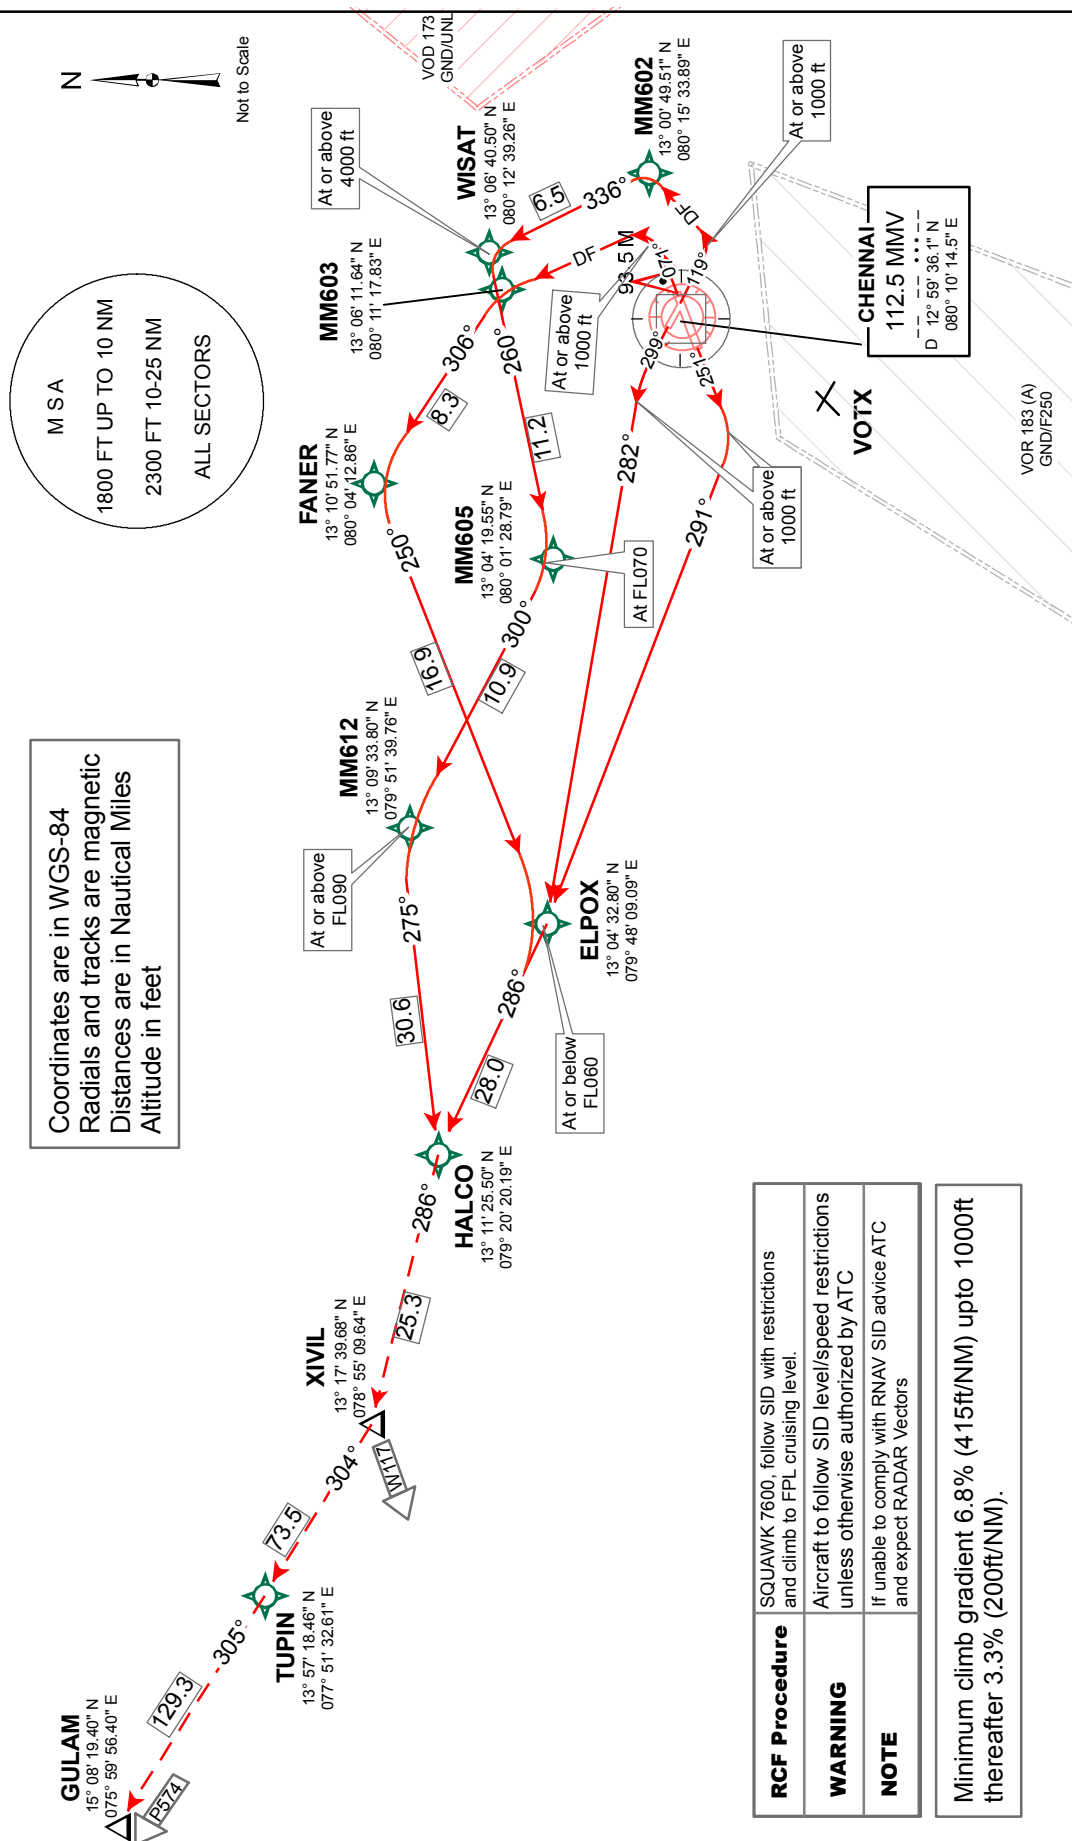 N
Not to Scale
M S A
1800 FT UP TO 10 NM
2300 FT 10-25 NM
ALL SECTORS
Coordinates are in WGS-84
Radials and tracks are magnetic
Distances are in Nautical Miles
Altitude in feet
GULAM
15° 08' 19.40" N
075° 59' 56.40" E
P574
129.3
305°
TUPIN
13° 57' 18.46" N
077° 51' 32.61" E
73.5
304°
XIVIL
13° 17' 39.68" N
078° 55' 09.64" E
W117
25.3
286°
HALCO
13° 11' 25.50" N
079° 20' 20.19" E
30.6
275°
28.0
286°
At or above
FL090
MM612
13° 09' 33.80" N
079° 51' 39.76" E
At or below
FL060
ELPOX
13° 04' 32.80" N
079° 48' 09.09" E
10.9
300°
16.9
250°
FANER
13° 10' 51.77" N
080° 04' 12.86" E
MM605
13° 04' 19.55" N
080° 01' 28.79" E
At FL070
11.2
260°
8.3
306°
MM603
13° 06' 11.64" N
080° 11' 17.83" E
At or above
4000 ft
WISAT
13° 06' 40.50" N
080° 12' 39.26" E
6.5
336°
MM602
13° 00' 49.51" N
080° 15' 33.89" E
VOD 173
GND/UNL
DF
DF
At or above
1000 ft
93.5 M
071°
119°
299°
251°
282°
291°
At or above
1000 ft
At or above
1000 ft
CHENNAI
112.5 MMV
D 12° 59' 36.1" N
080° 10' 14.5" E
VOTX
VOR 183 (A)
GND/F250
RCF Procedure
SQUAWK 7600, follow SID with restrictions
and climb to FPL cruising level.
WARNING
Aircraft to follow SID level/speed restrictions
unless otherwise authorized by ATC
NOTE
If unable to comply with RNAV SID advice ATC
and expect RADAR Vectors
Minimum climb gradient 6.8% (415ft/NM) upto 1000ft
thereafter 3.3% (200ft/NM).